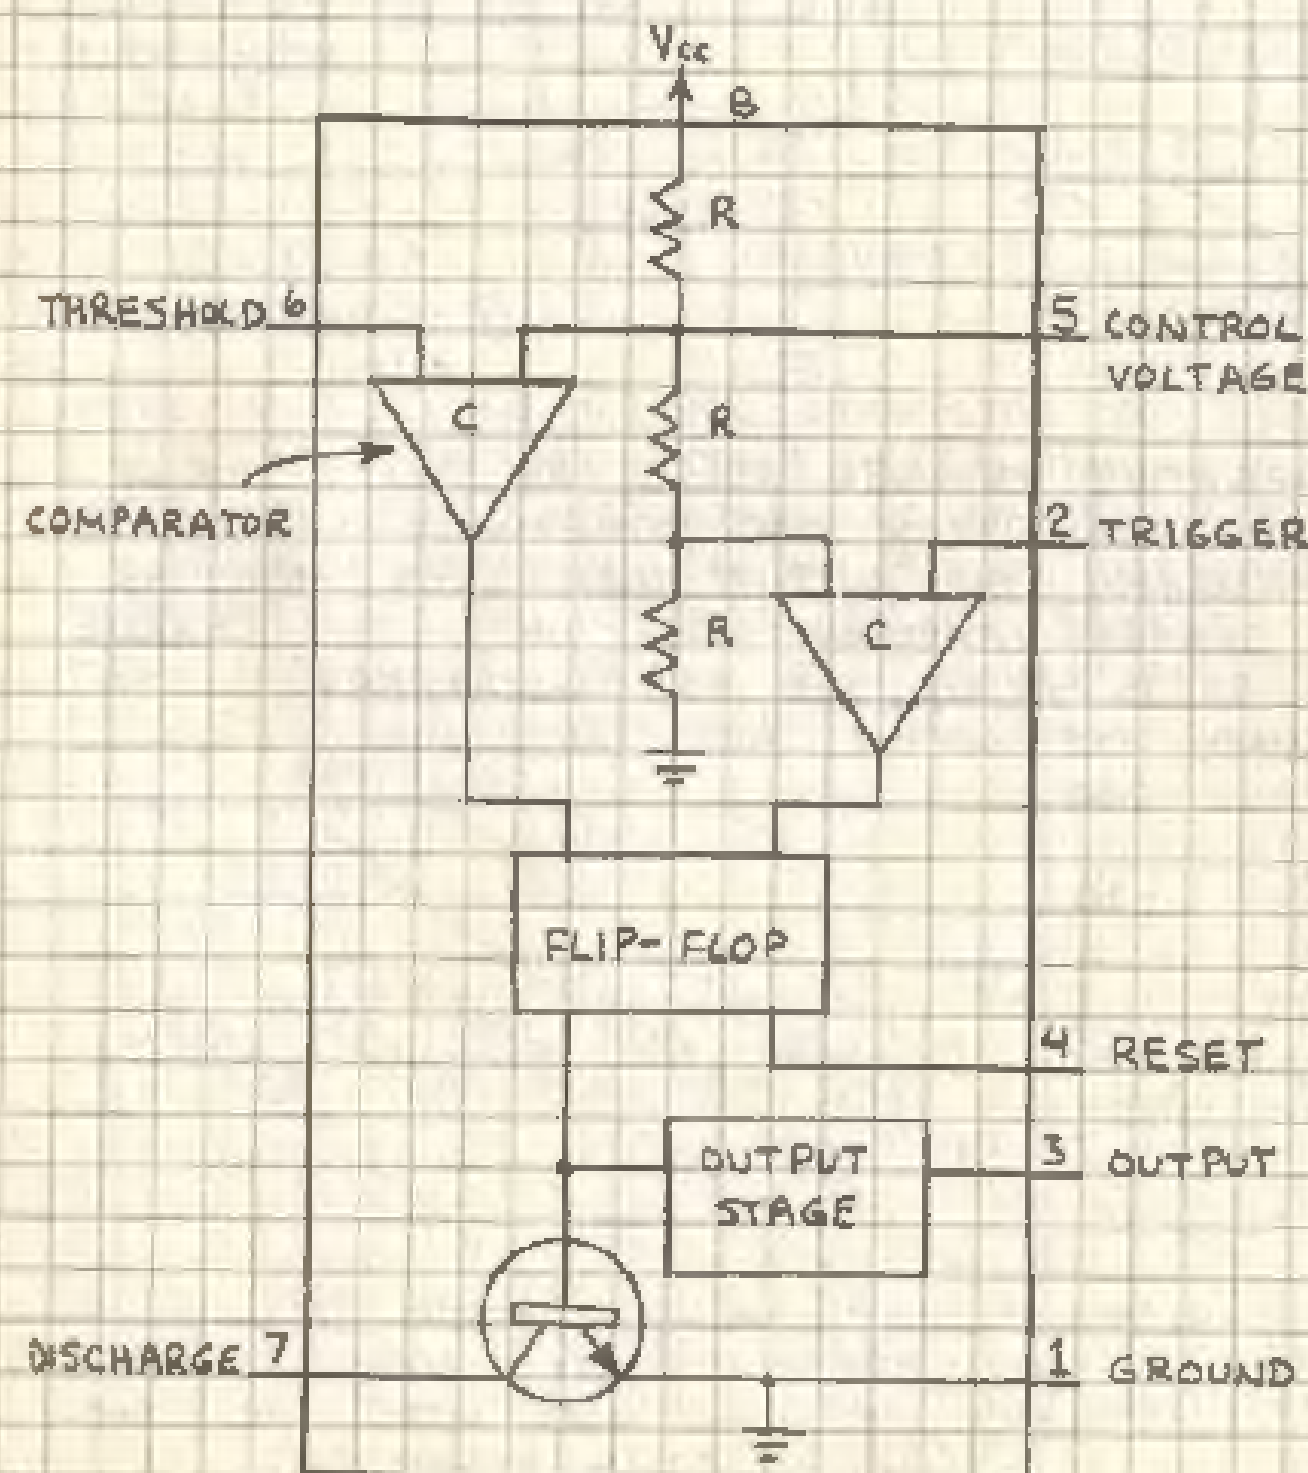 Vcc
8
R
THRESHOLD 6
5 CONTROL
VOLTAGE
C
R
COMPARATOR
2 TRIGGER
R
C
FLIP-FLOP
4 RESET
OUTPUT
STAGE
3 OUTPUT
DISCHARGE 7
1 GROUND